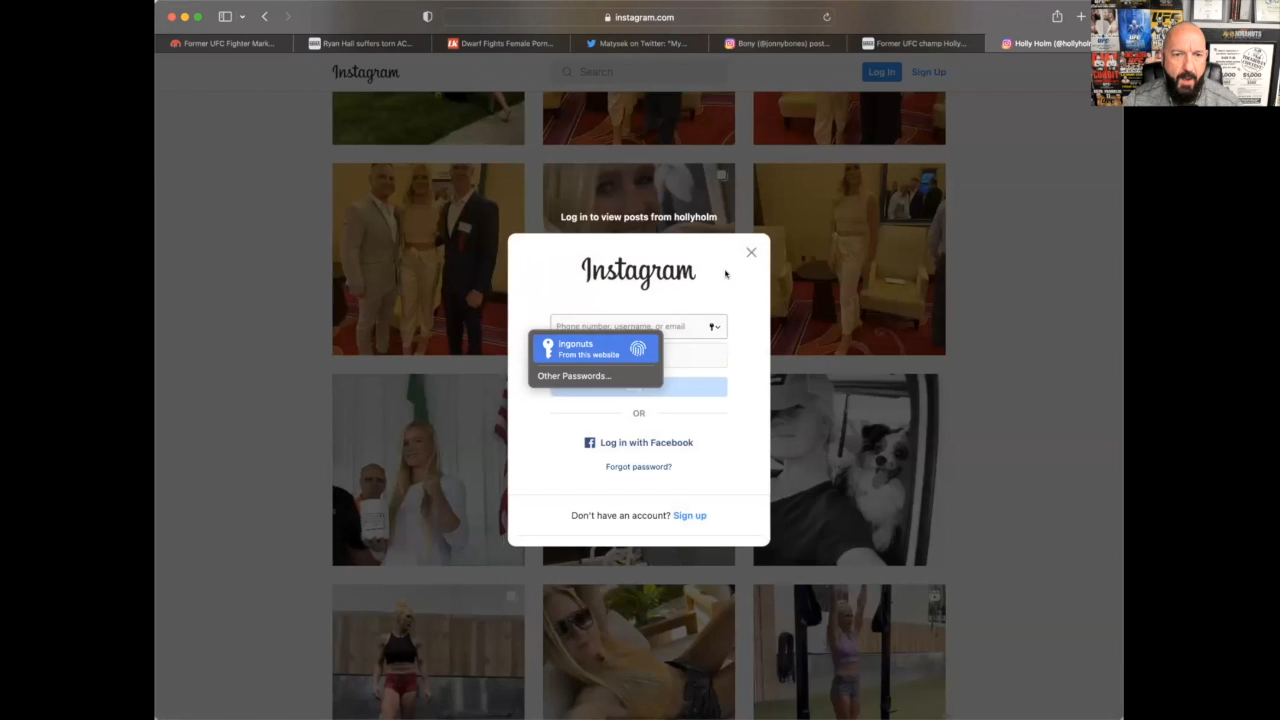 instagram.com
Former UFC Fighter Mark...
Ryan Hall suffers torn AC...
Dwarf Fights Female Porn...
Matysek on Twitter: "My...
Bony (@jonnybones) post...
Former UFC champ Holly...
Holly Holm (@hollyhol
Instagram
Search
Log In
Sign Up
Log in to view posts from hollyholm
Instagram
Phone number, username, or email
ingonuts
From this website
Other Passwords...
OR
Log in with Facebook
Forgot password?
Don't have an account? Sign up
UFC
$1,000